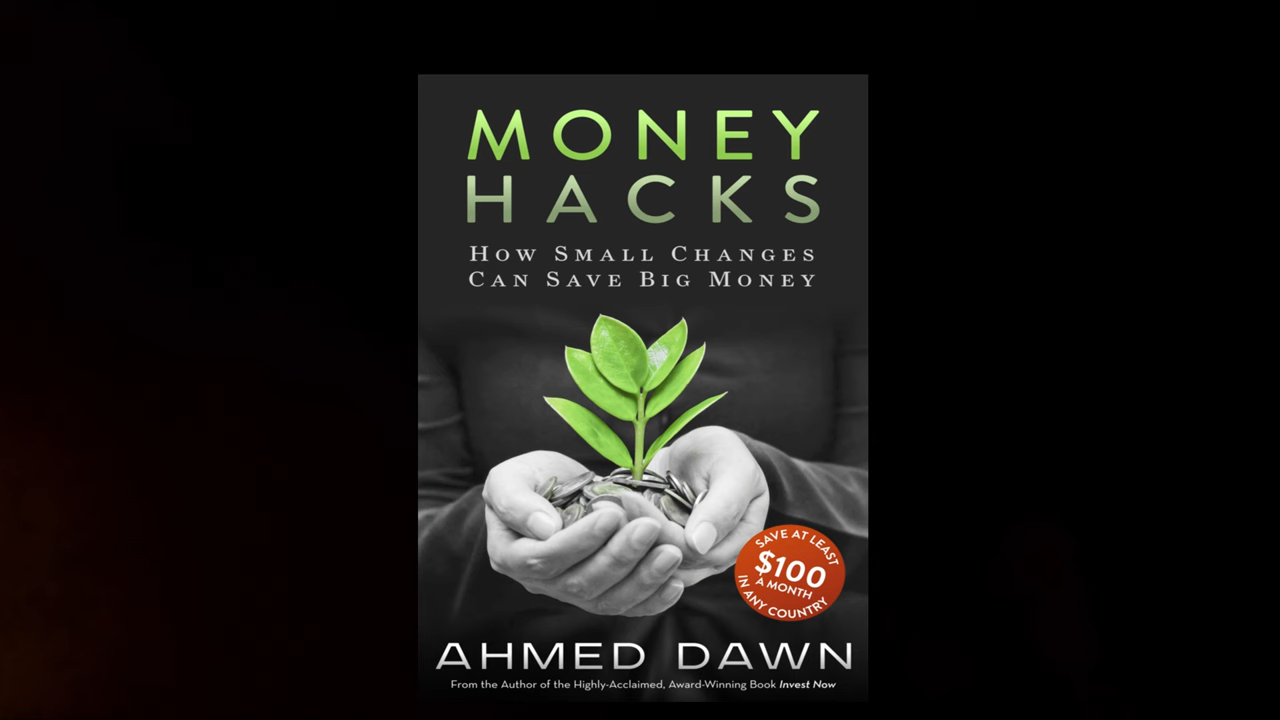 MONEY
HACKS
How Small Changes
Can Save Big Money
SAVE AT LEAST
$100
A MONTH
IN ANY COUNTRY
AHMED DAWN
From the Author of the Highly-Acclaimed, Award-Winning Book Invest Now